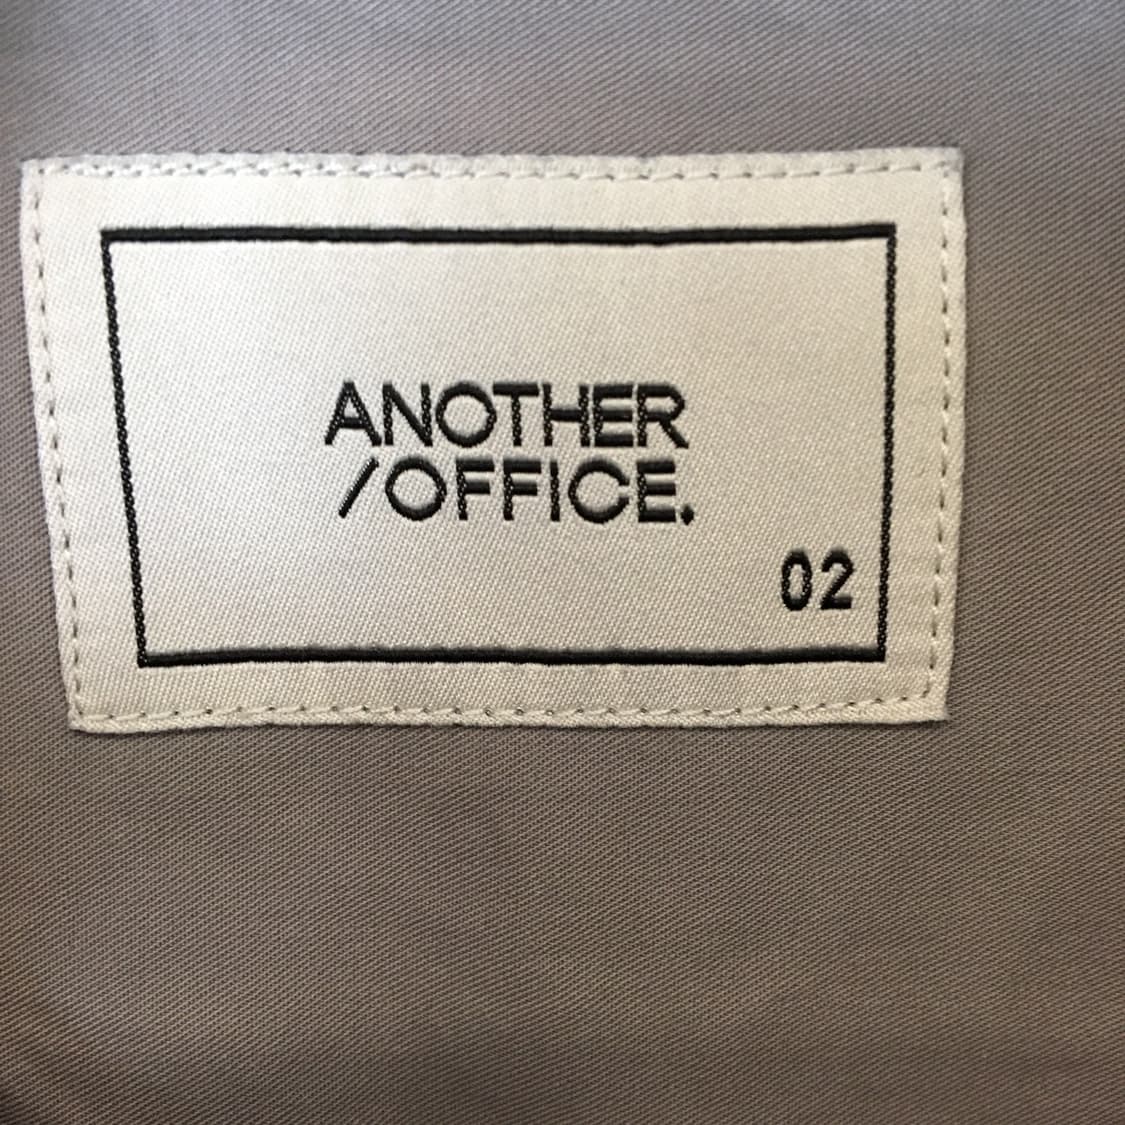 ANOTHER
/OFFICE.
02